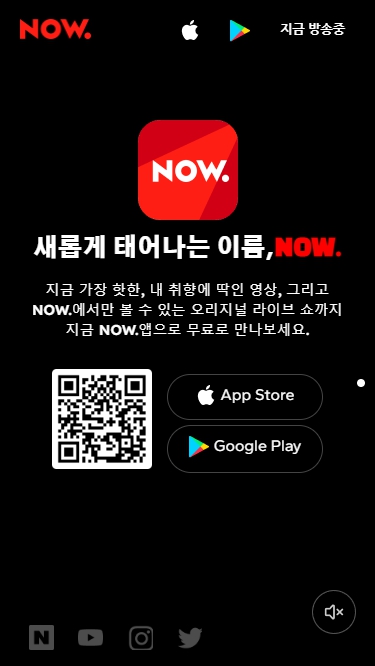 NOW.
지금 방송중
NOW.
새롭게 태어나는 이름,NOW.
지금 가장 핫한, 내 취향에 딱인 영상, 그리고
NOW.에서만 볼 수 있는 오리지널 라이브 쇼까지
지금 NOW.앱으로 무료로 만나보세요.
App Store
Google Play
N